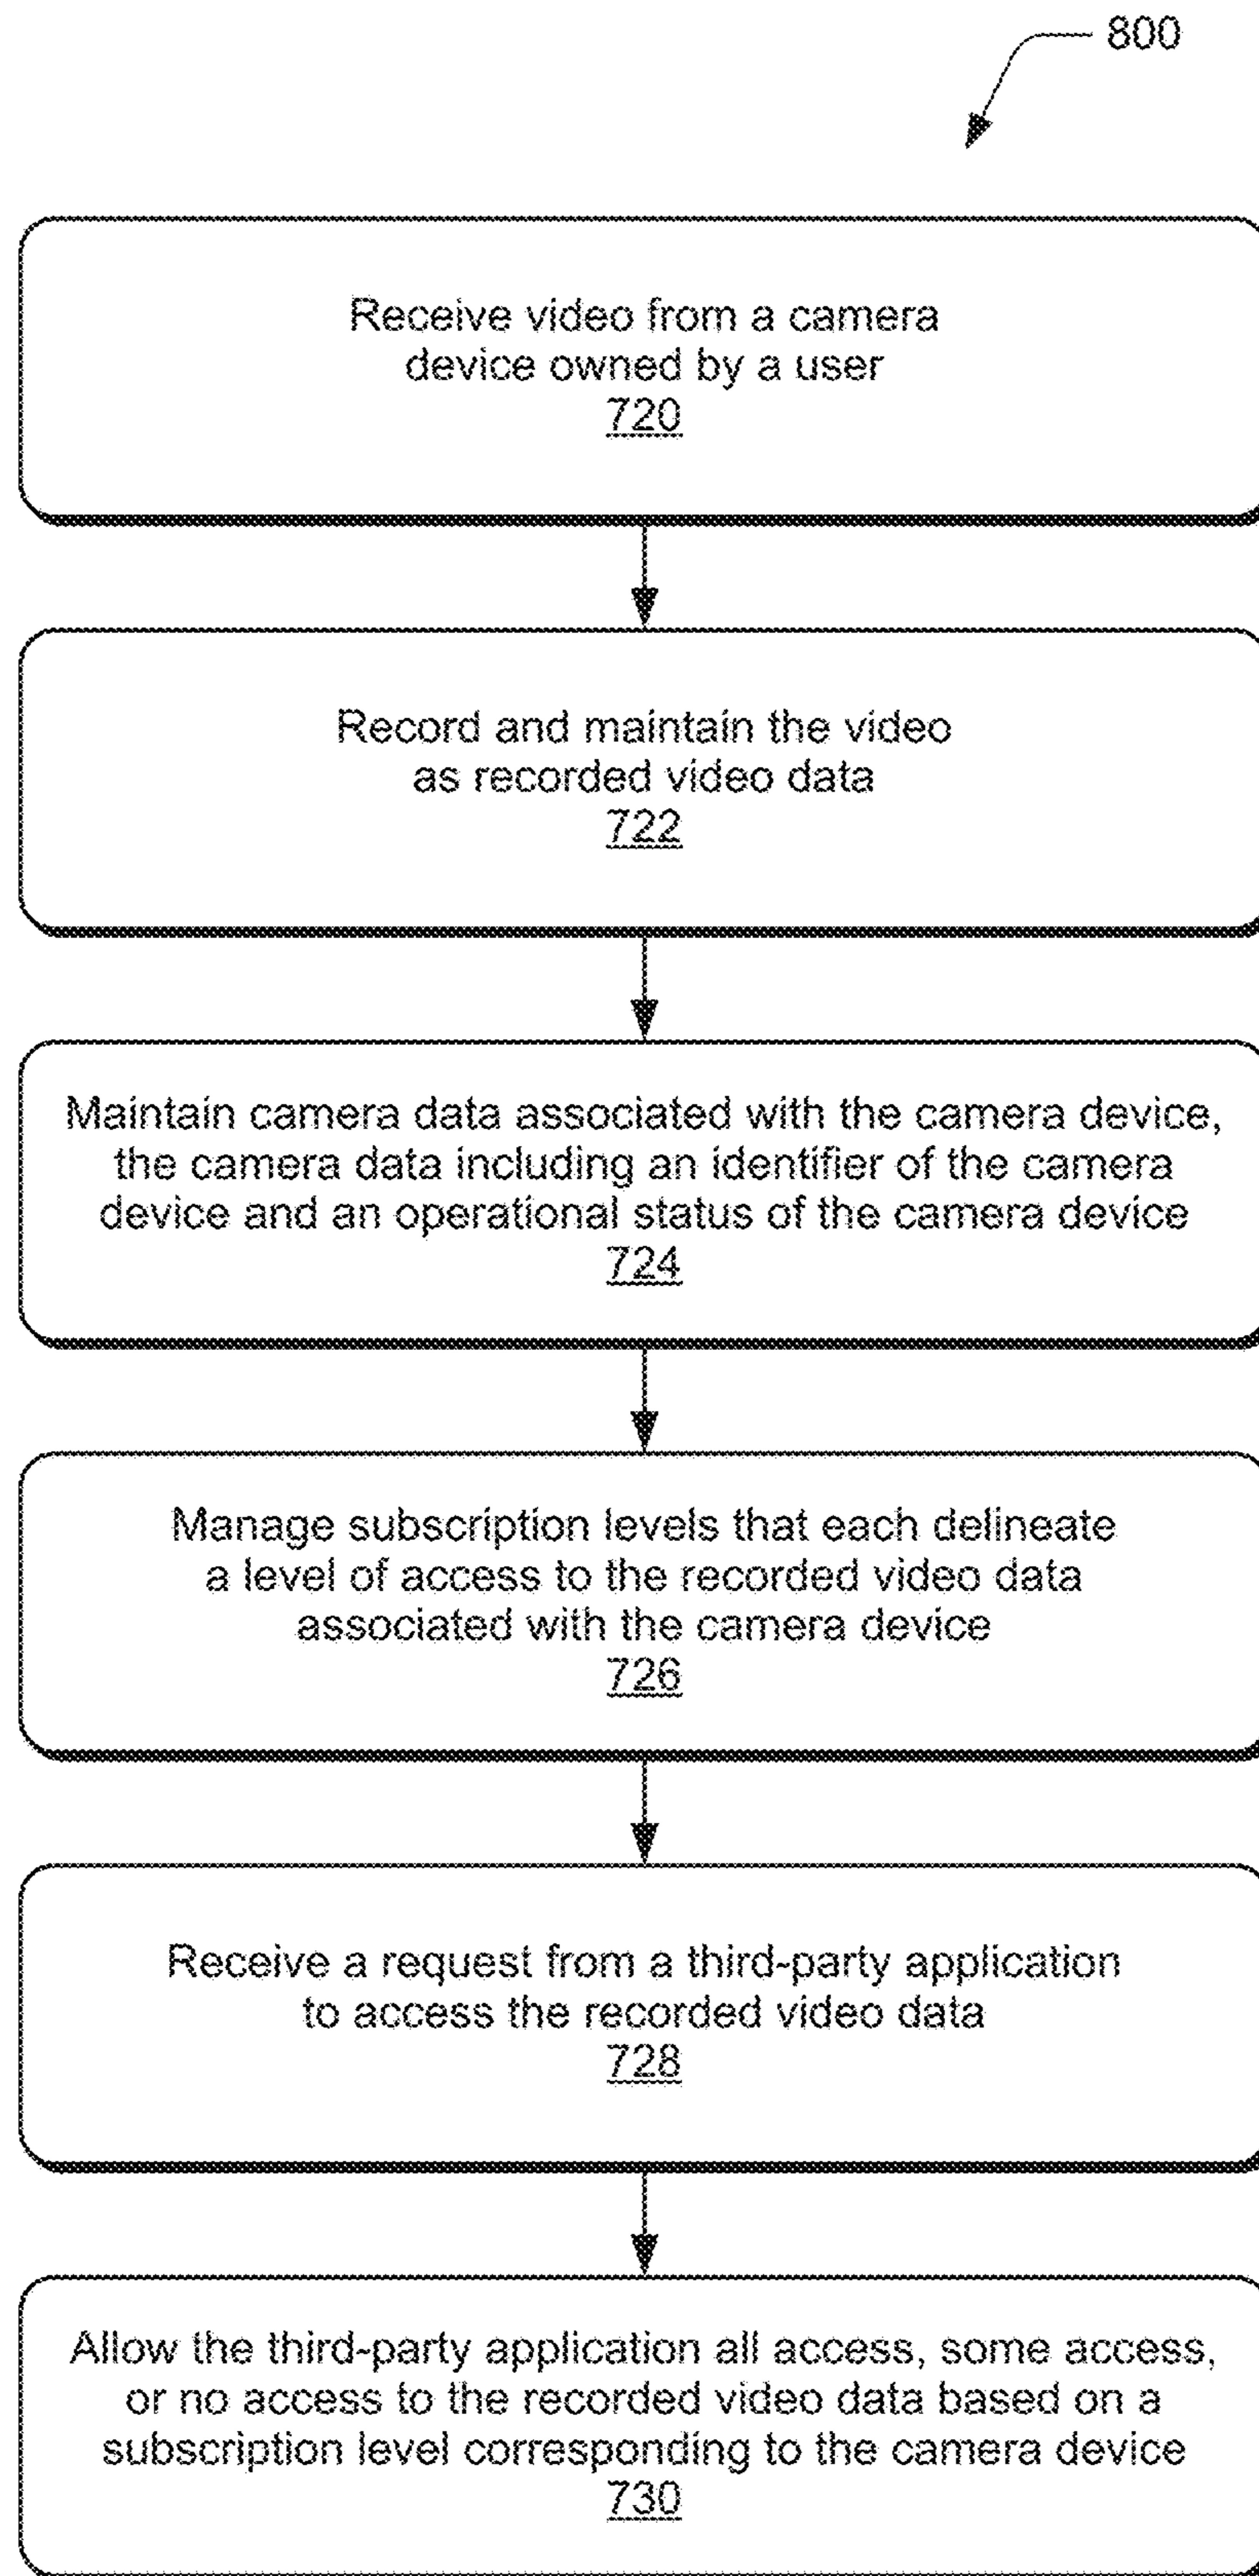 800
Receive video from a camera
device owned by a user
720
Record and maintain the video
as recorded video data
722
Maintain camera data associated with the camera device,
the camera data including an identifier of the camera
device and an operational status of the camera device
724
Manage subscription levels that each delineate
a level of access to the recorded video data
associated with the camera device
726
Receive a request from a third-party application
to access the recorded video data
728
Allow the third-party application all access, some access,
or no access to the recorded video data based on a
subscription level corresponding to the camera device
730